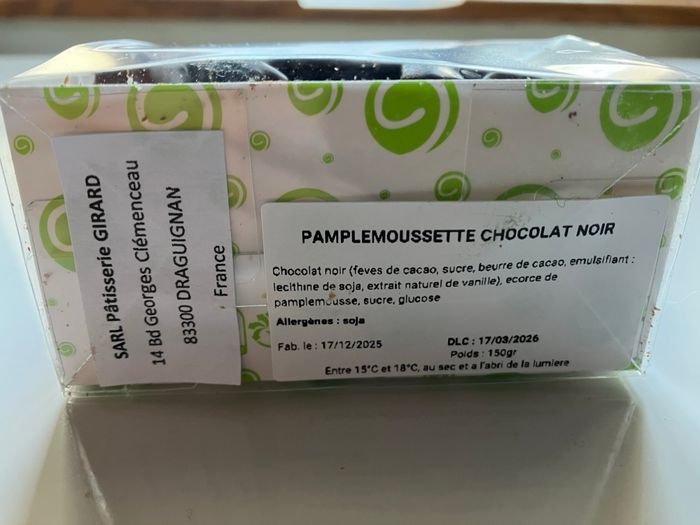 SARL Pâtisserie GIRARD
14 Bd Georges Clémenceau
83300 DRAGUIGNAN
France
PAMPLEMOUSSETTE CHOCOLAT NOIR
Chocolat noir (feves de cacao, sucre, beurre de cacao, emulsifiant :
lecithine de soja, extrait naturel de vanille), ecorce de
pamplemousse, sucre, glucose
Allergènes : soja
Fab. le : 17/12/2025
DLC : 17/03/2026
Poids : 150gr
Entre 15°C et 18°C, au sec et a l'abri de la lumiere